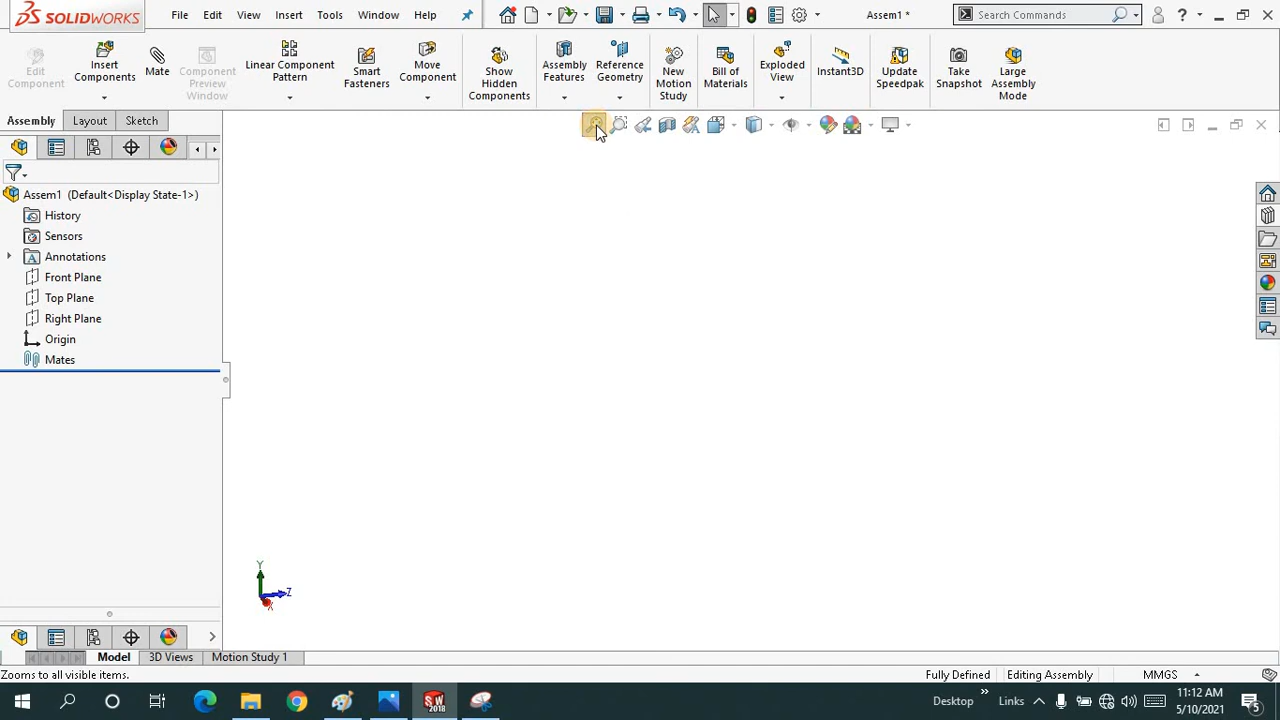 SOLIDWORKS File Edit View Insert Tools Window Help Assem1 * Search Commands ?
Edit Component
Insert Components
Mate
Component Preview Window
Linear Component Pattern
Smart Fasteners
Move Component
Show Hidden Components
Assembly Features
Reference Geometry
New Motion Study
Bill of Materials
Exploded View
Instant3D
Update Speedpak
Take Snapshot
Large Assembly Mode
Assembly Layout Sketch
Assem1 (Default<Display State-1>)
History
Sensors
Annotations
Front Plane
Top Plane
Right Plane
Origin
Mates
Y
Z
X
Model 3D Views Motion Study 1
Zooms to all visible items. Fully Defined Editing Assembly MMGS
SW 2018 Desktop Links 11:12 AM
5/10/2021 5